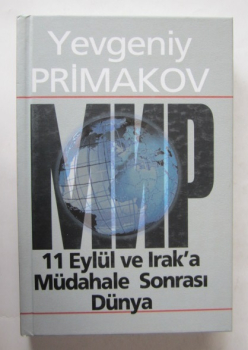 Yevgeniy
PRİMAKOV
МИР
11 Eylül ve Irak'a
Müdahale Sonrası
Dünya